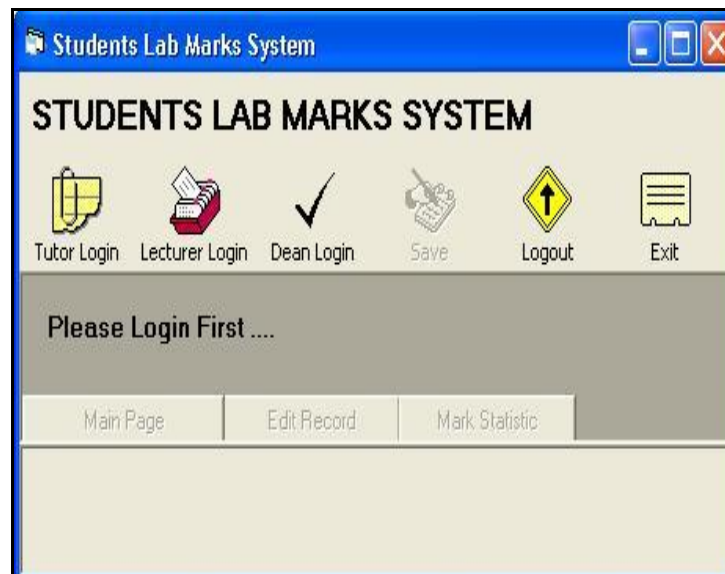 Students Lab Marks System
STUDENTS LAB MARKS SYSTEM
Tutor Login Lecturer Login Dean Login Save Logout Exit
Please Login First ....
Main Page Edit Record Mark Statistic